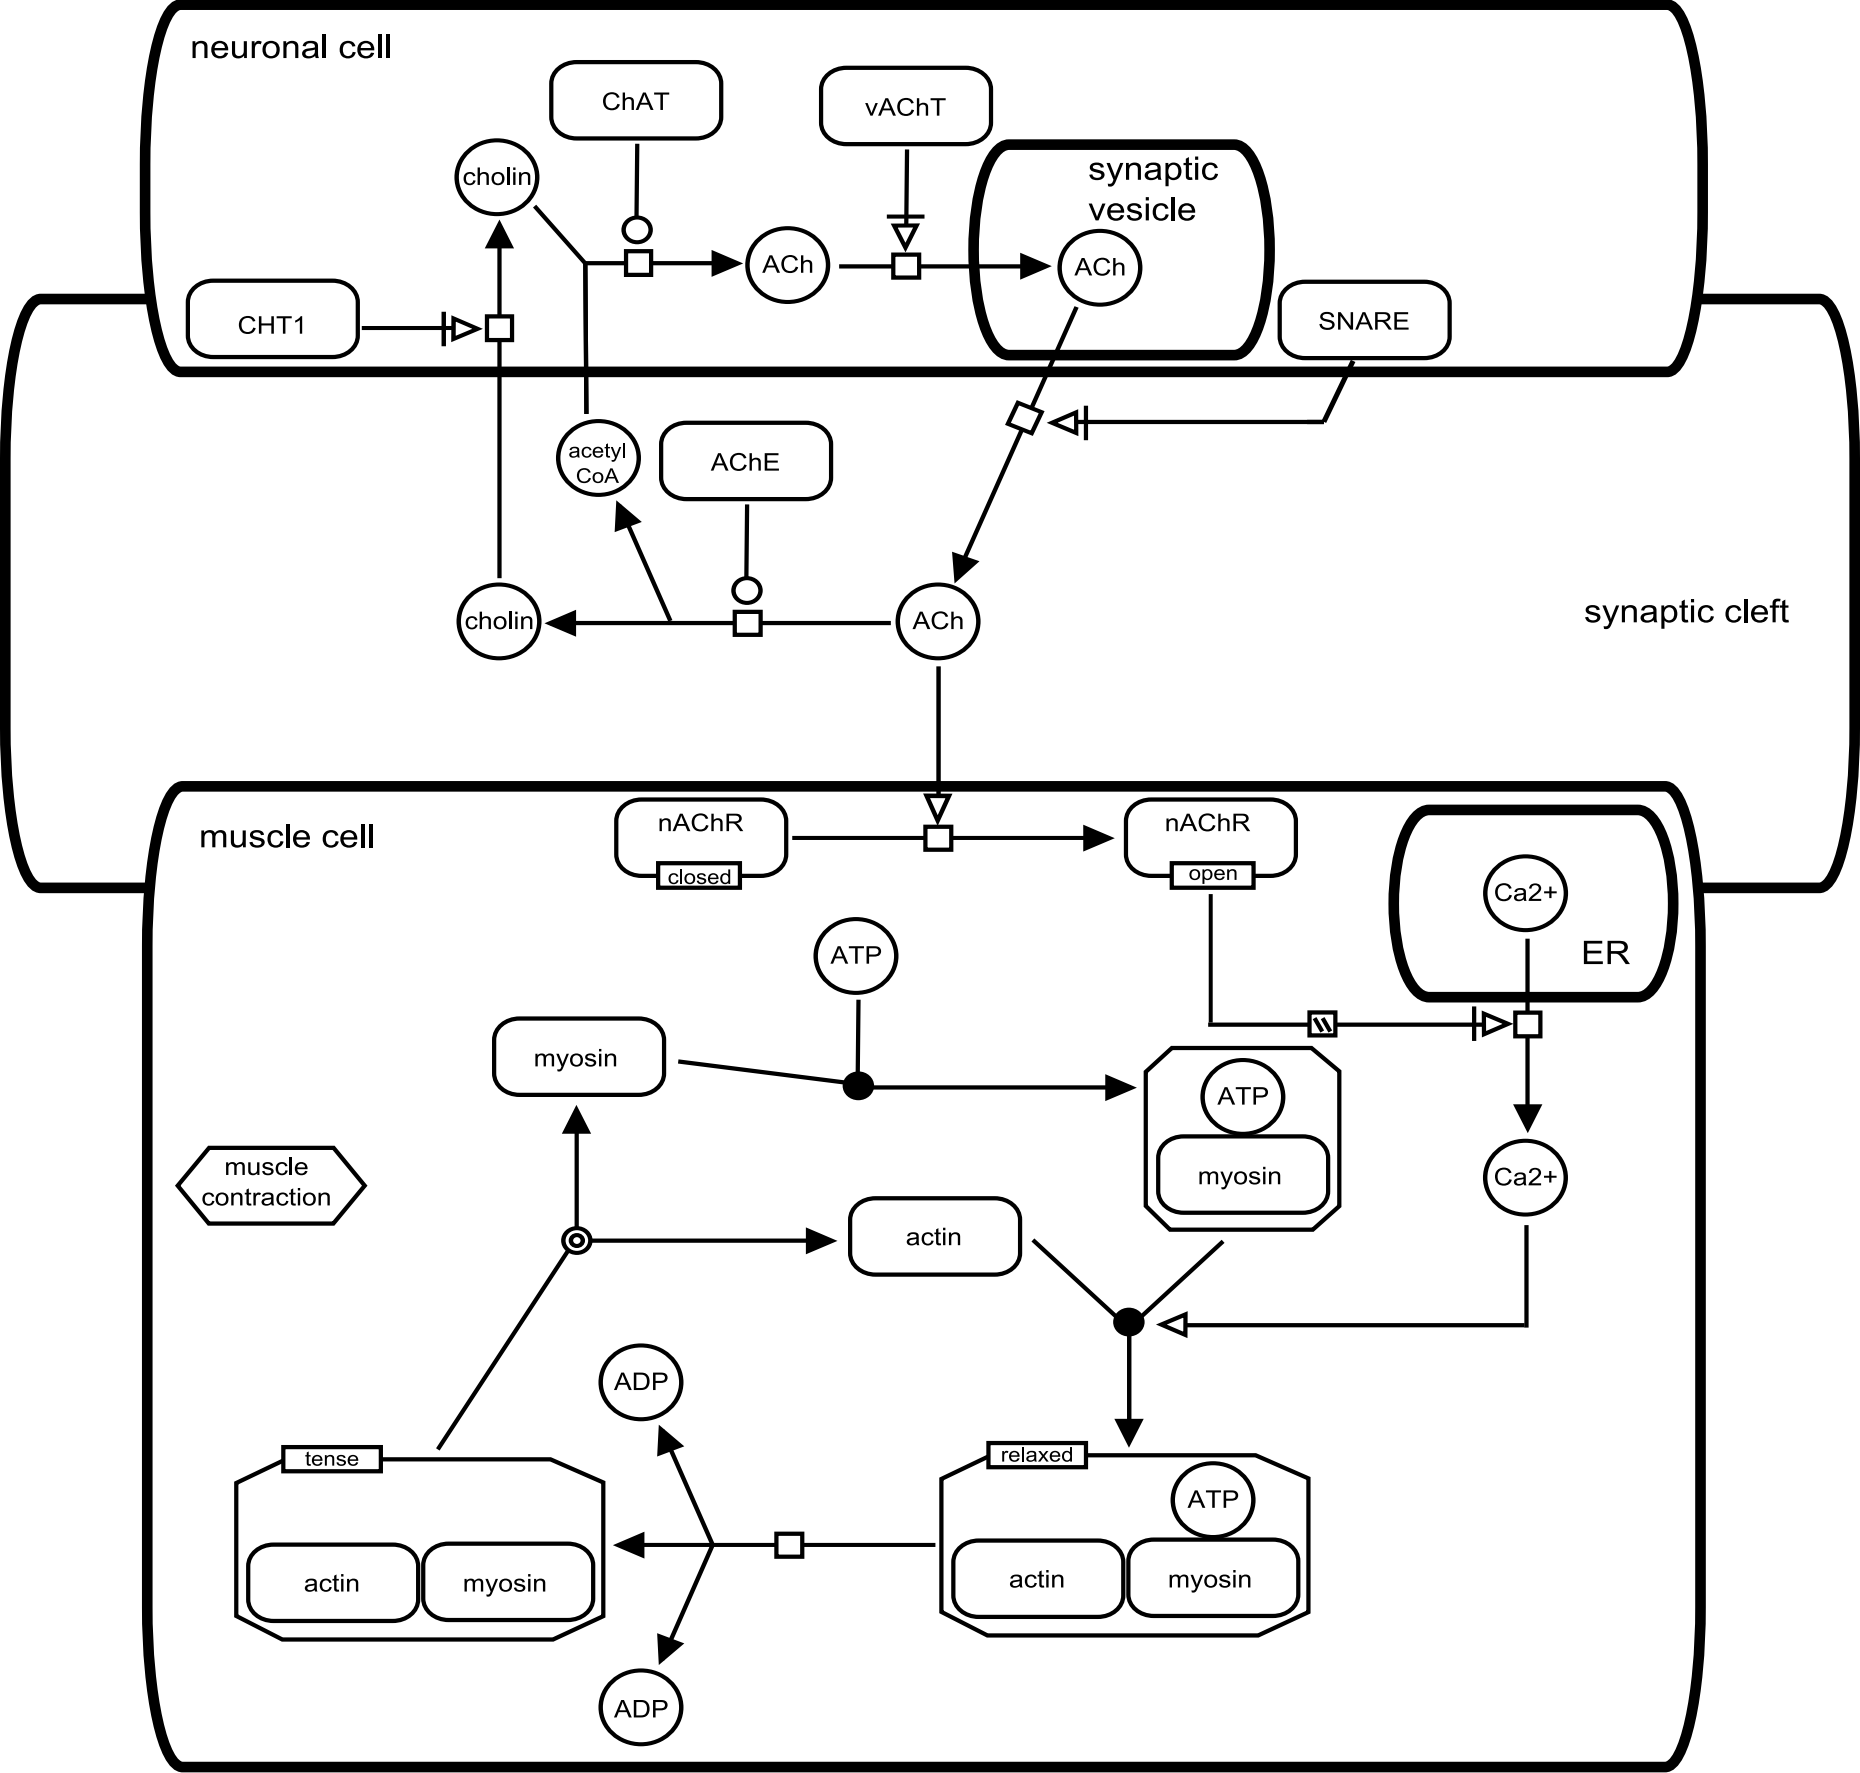 neuronal cell
ChAT
vAChT
synaptic
vesicle
cholin
ACh
ACh
CHT1
SNARE
acetyl
CoA
AChE
cholin
ACh
synaptic cleft
muscle cell
nAChR
closed
nAChR
open
Ca2+
ER
ATP
myosin
ATP
myosin
muscle
contraction
Ca2+
actin
ADP
tense
actin
myosin
relaxed
ATP
actin
myosin
ADP